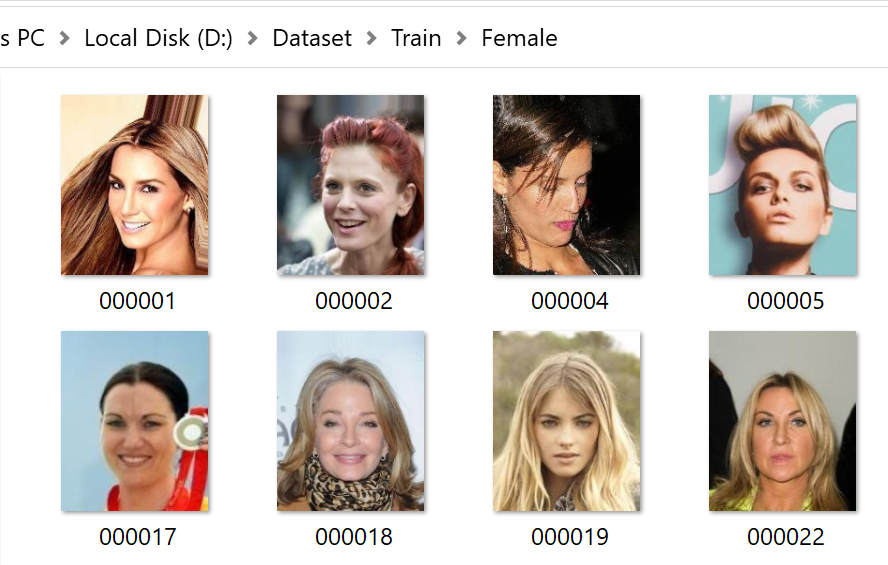 s PC > Local Disk (D:) > Dataset > Train > Female
000001 000002 000004 000005
000017 000018 000019 000022